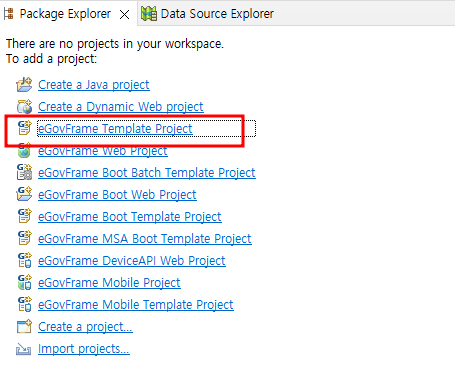 Package Explorer
Data Source Explorer
There are no projects in your workspace.
To add a project:
Create a Java project
Create a Dynamic Web project
eGovFrame Template Project
eGovFrame Web Project
eGovFrame Boot Batch Template Project
eGovFrame Boot Web Project
eGovFrame Boot Template Project
eGovFrame MSA Boot Template Project
eGovFrame DeviceAPI Web Project
eGovFrame Mobile Project
eGovFrame Mobile Template Project
Create a project...
Import projects...